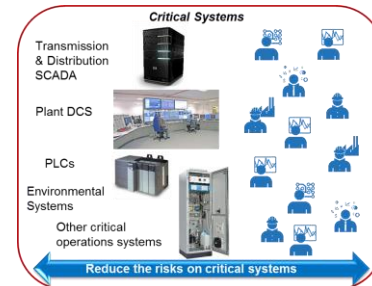 Critical Systems
Transmission
& Distribution
SCADA
Plant DCS
PLCs
Environmental
Systems
Other critical
operations systems
Reduce the risks on critical systems